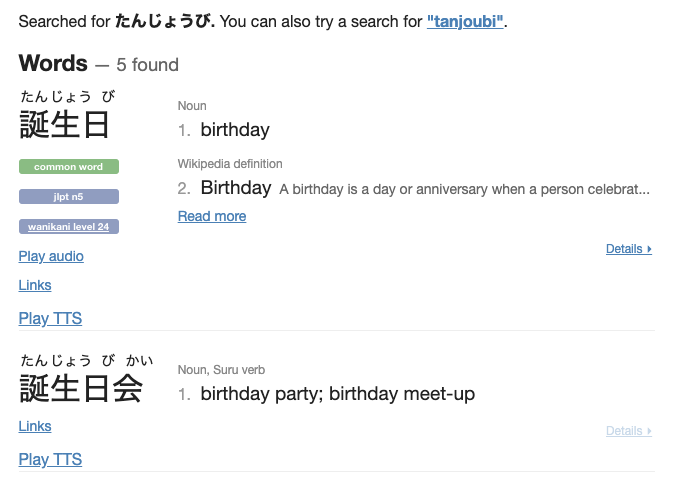 Searched for たんじょうび. You can also try a search for "tanjoubi".
Words — 5 found
たんじょう び
誕生日
common word
jlpt n5
wanikani level 24
Play audio
Links
Play TTS
Noun
1. birthday
Wikipedia definition
2. Birthday A birthday is a day or anniversary when a person celebrat...
Read more
Details
たんじょう び かい
誕生日会
Links
Play TTS
Noun, Suru verb
1. birthday party; birthday meet-up
Details